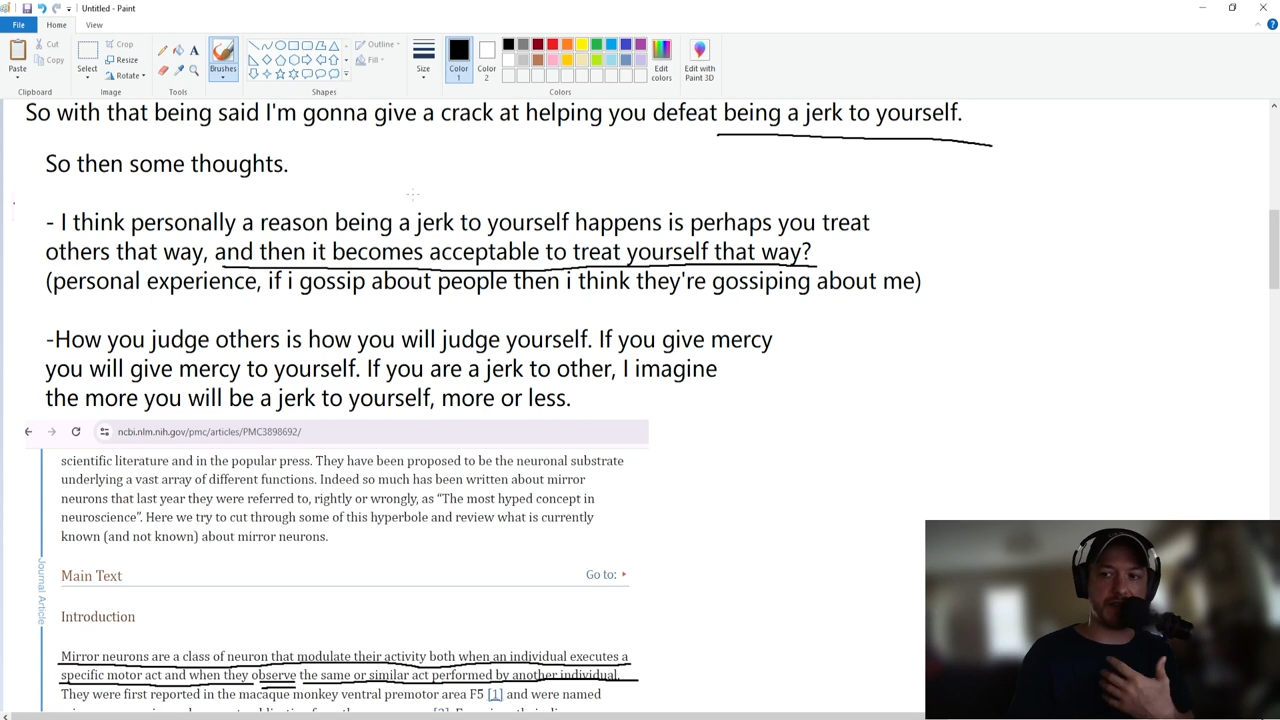 Untitled - Paint
File
Home
View
Paste
Cut
Copy
Clipboard
Select
Crop
Resize
Rotate
Image
Tools
Brushes
Outline
Fill
Shapes
Size
Color 1
Color 2
Edit colors
Edit with Paint 3D
Colors
So with that being said I'm gonna give a crack at helping you defeat being a jerk to yourself.
So then some thoughts.
- I think personally a reason being a jerk to yourself happens is perhaps you treat
others that way, and then it becomes acceptable to treat yourself that way?
(personal experience, if i gossip about people then i think they're gossiping about me)
-How you judge others is how you will judge yourself. If you give mercy
you will give mercy to yourself. If you are a jerk to other, I imagine
the more you will be a jerk to yourself, more or less.
ncbi.nlm.nih.gov/pmc/articles/PMC3898692/
scientific literature and in the popular press. They have been proposed to be the neuronal substrate
underlying a vast array of different functions. Indeed so much has been written about mirror
neurons that last year they were referred to, rightly or wrongly, as “The most hyped concept in
neuroscience”. Here we try to cut through some of this hyperbole and review what is currently
known (and not known) about mirror neurons.
Journal Article
Main Text
Go to:
Introduction
Mirror neurons are a class of neuron that modulate their activity both when an individual executes a
specific motor act and when they observe the same or similar act performed by another individual.
They were first reported in the macaque monkey ventral premotor area F5 [1] and were named